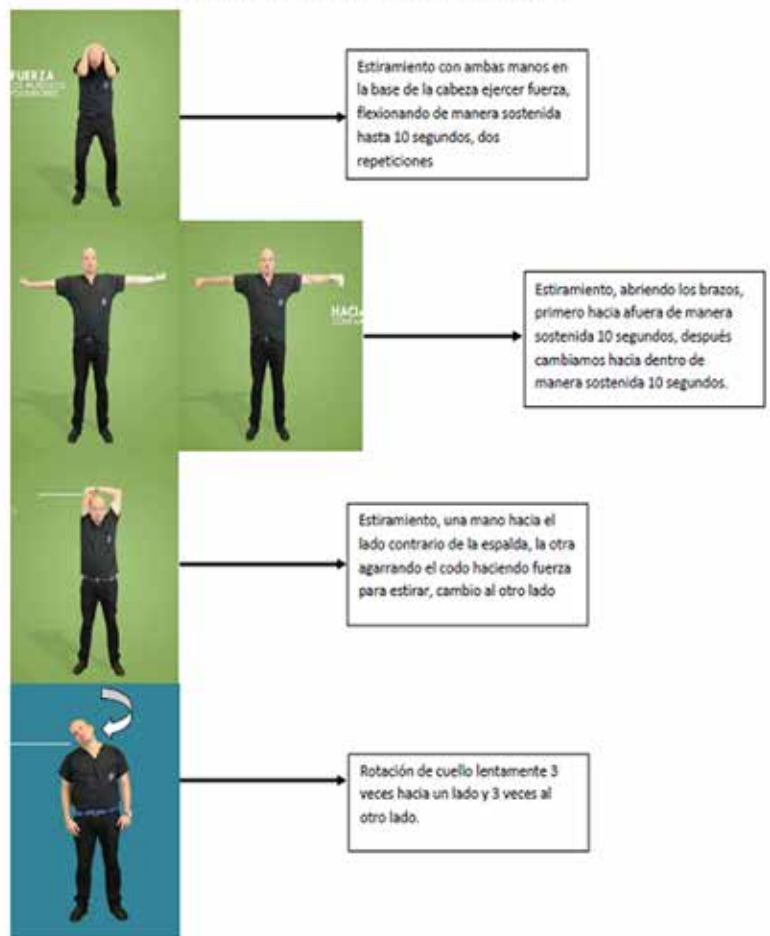 FUERZA
Estiramiento con ambas manos en
la base de la cabeza ejercer fuerza,
flexionando de manera sostenida
hasta 10 segundos, dos
repeticiones
HACIA
Estiramiento, abriendo los brazos,
primero hacia afuera de manera
sostenida 10 segundos, después
cambiamos hacia dentro de
manera sostenida 10 segundos.
Estiramiento, una mano hacia el
lado contrario de la espalda, la otra
agarrando el codo haciendo fuerza
para estirar, cambio al otro lado
Rotación de cuello lentamente 3
veces hacia un lado y 3 veces al
otro lado.